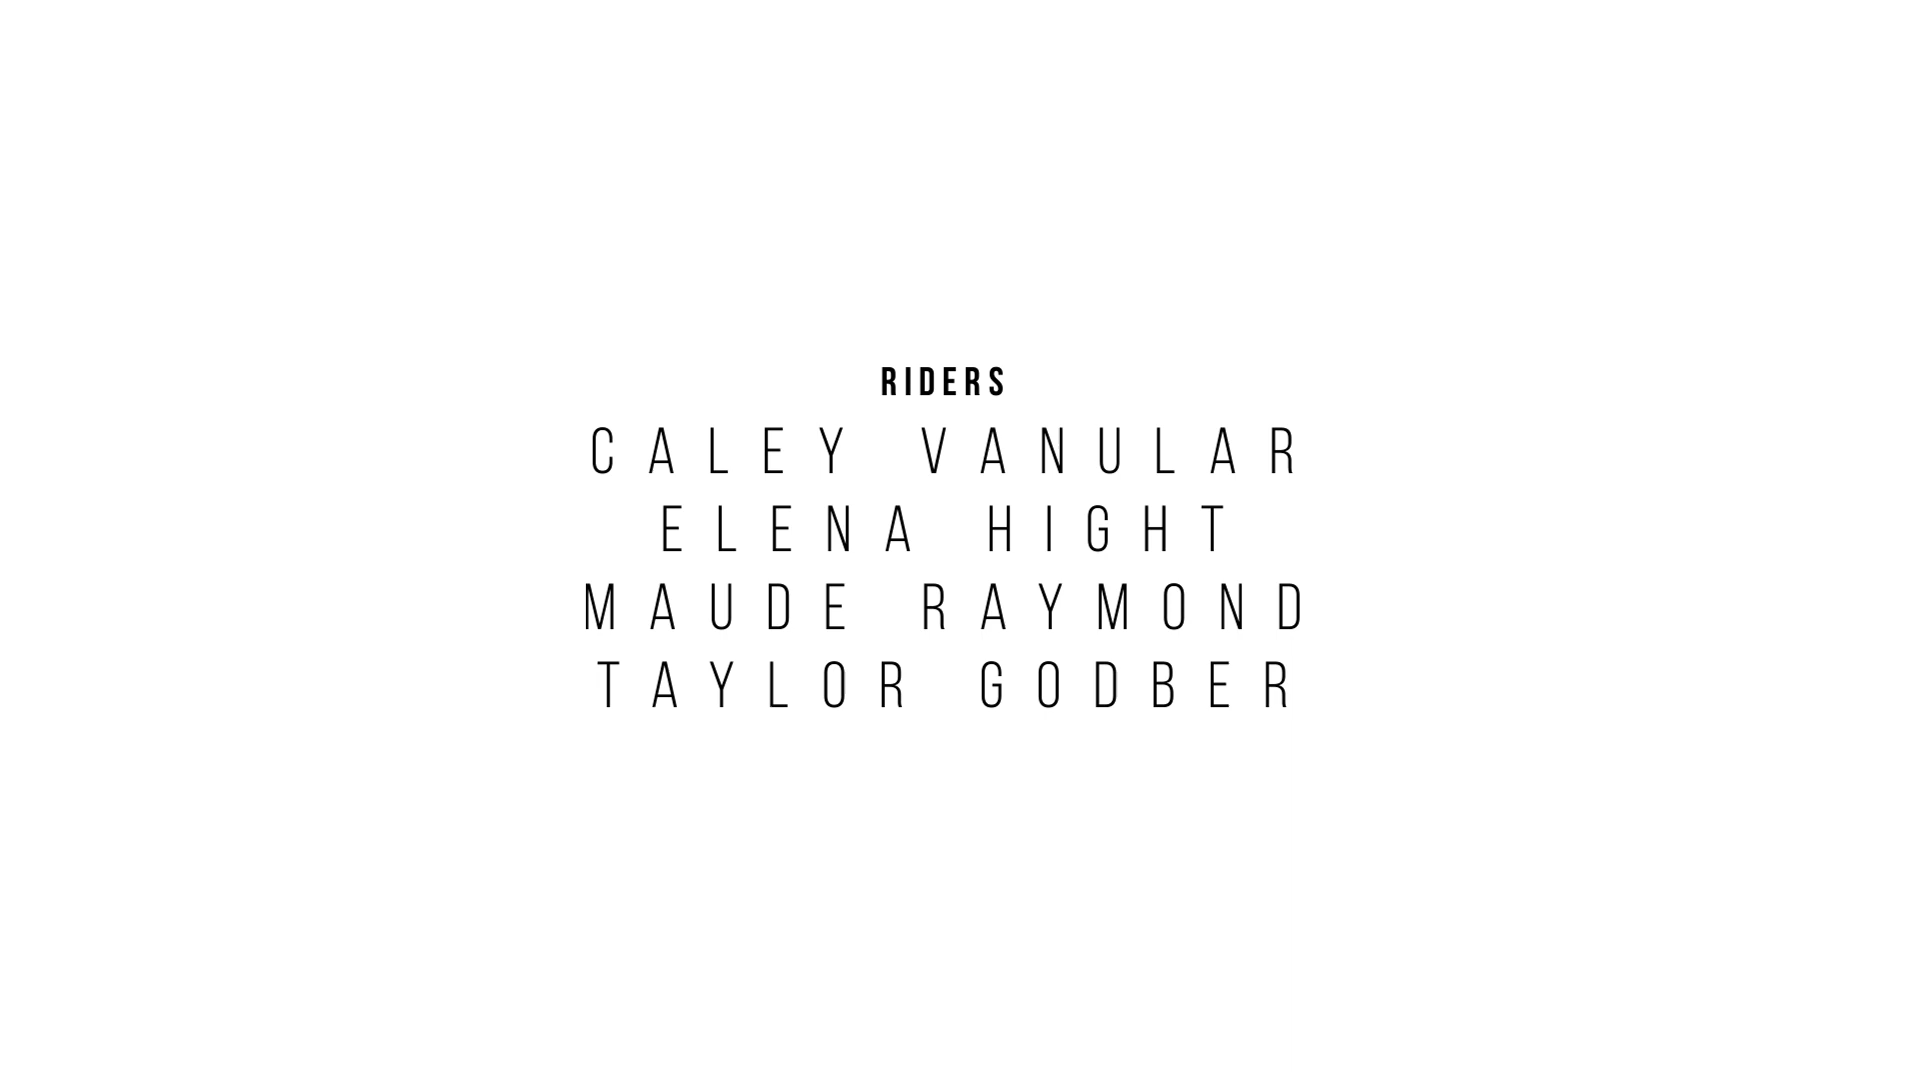 RIDERS
CALEY VANULAR
ELENA HIGHT
MAUDE RAYMOND
TAYLOR GODBER